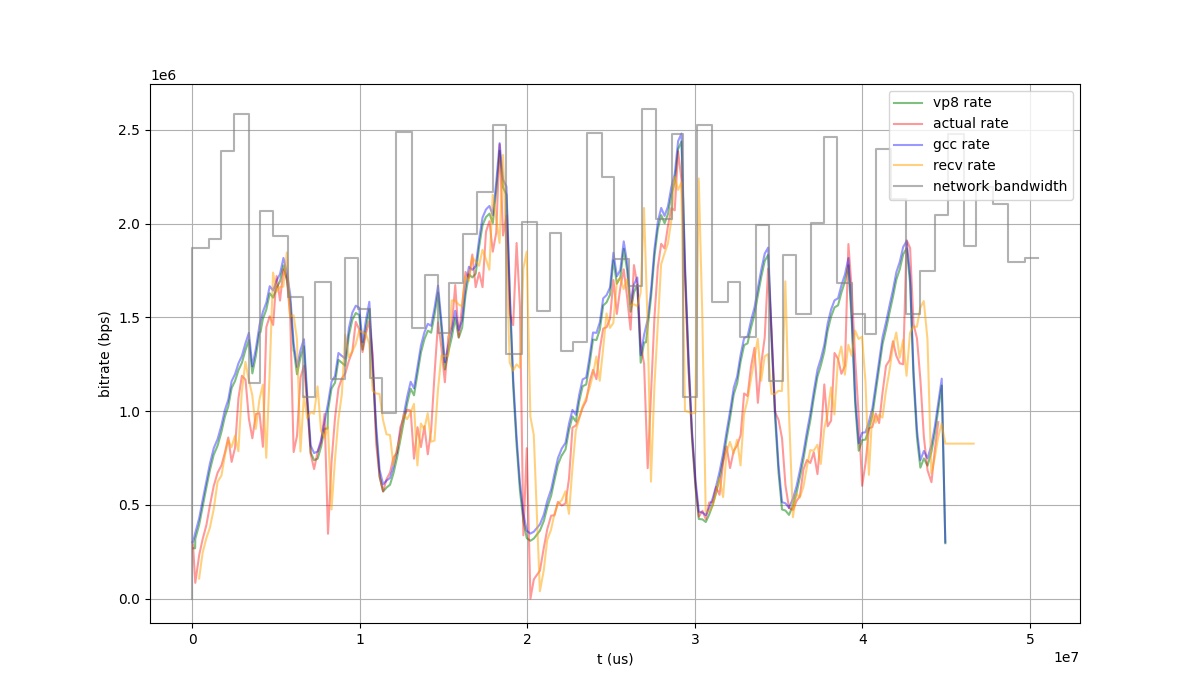 1e6
2.5
2.0
1.5
1.0
0.5
0.0
bitrate (bps)
vp8 rate
actual rate
gcc rate
recv rate
network bandwidth
0 1 2 3 4 5
t (us)
1e7